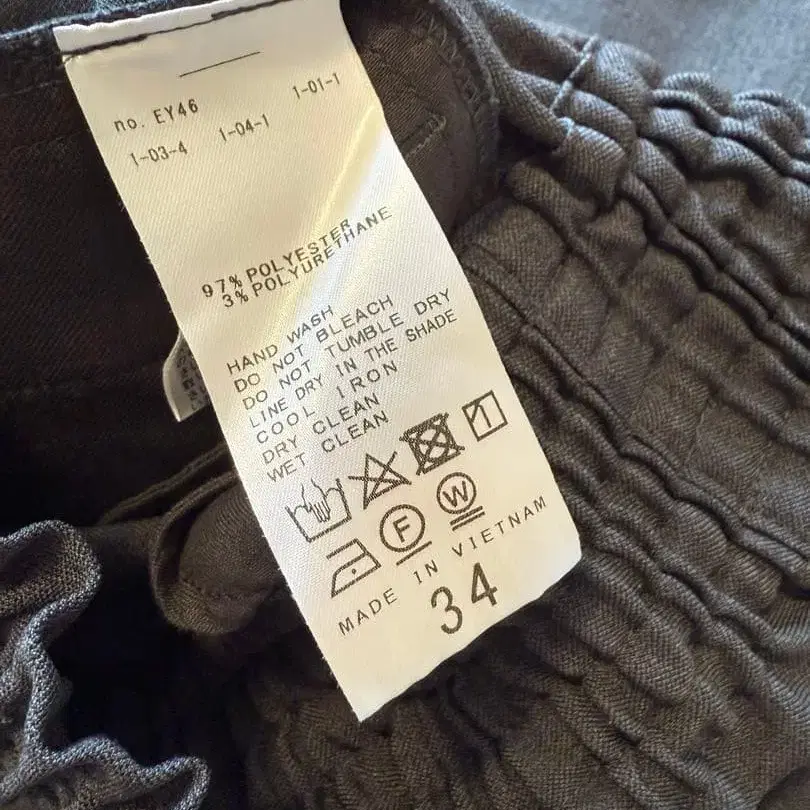 no. EY46
1-03-4 1-04-1 1-01-1
97% POLYESTER
3% POLYURETHANE
HAND WASH
DO NOT BLEACH
DO NOT TUMBLE DRY
LINE DRY IN THE SHADE
COOL IRON
DRY CLEAN
WET CLEAN
F W
MADE IN VIETNAM
34